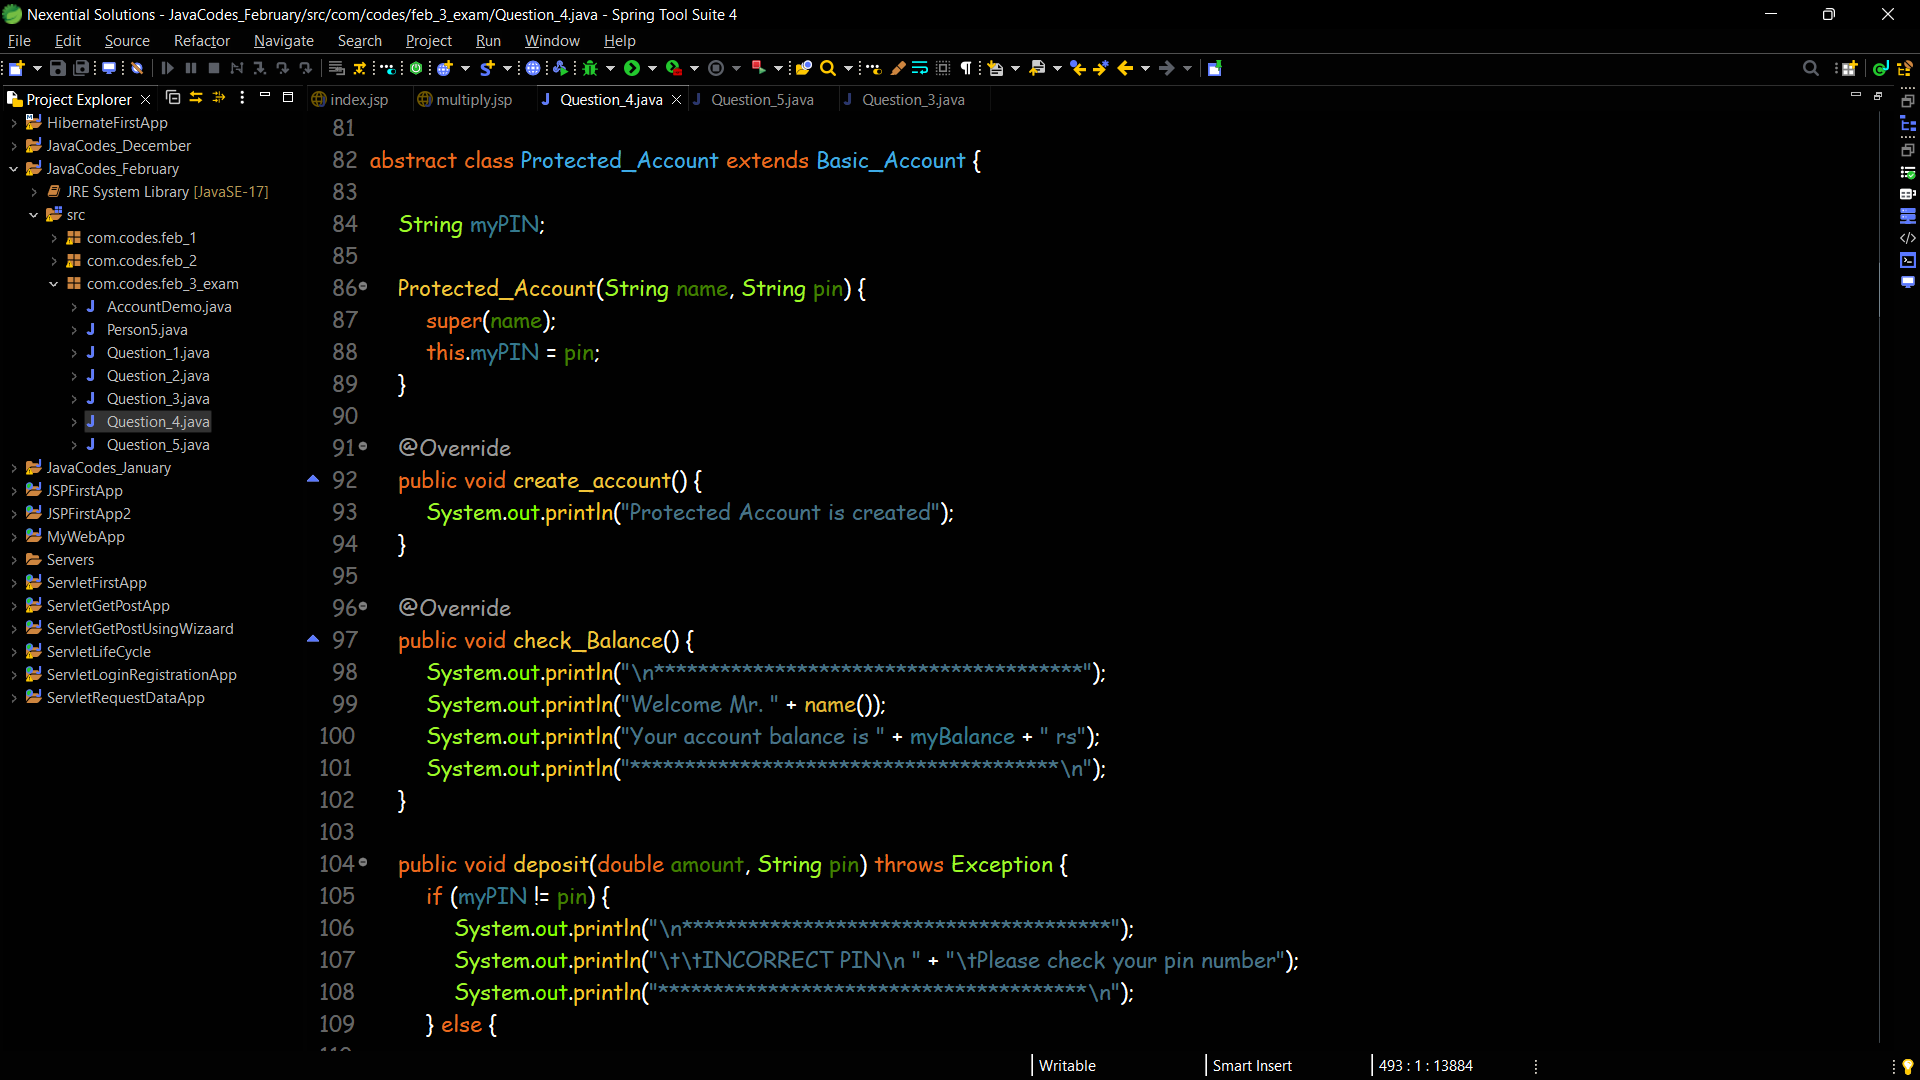 Nexential Solutions - JavaCodes_February/src/com/codes/feb_3_exam/Question_4.java - Spring Tool Suite 4
File Edit Source Refactor Navigate Search Project Run Window Help
Project Explorer
index.jsp multiply.jsp Question_4.java Question_5.java Question_3.java
HibernateFirstApp
JavaCodes_December
JavaCodes_February
JRE System Library [JavaSE-17]
src
com.codes.feb_1
com.codes.feb_2
com.codes.feb_3_exam
AccountDemo.java
Person5.java
Question_1.java
Question_2.java
Question_3.java
Question_4.java
Question_5.java
JavaCodes_January
JSPFirstApp
JSPFirstApp2
MyWebApp
Servers
ServletFirstApp
ServletGetPostApp
ServletGetPostUsingWizaard
ServletLifeCycle
ServletLoginRegistrationApp
ServletRequestDataApp
81
82 abstract class Protected_Account extends Basic_Account {
83
84 String myPIN;
85
86 Protected_Account(String name, String pin) {
87 super(name);
88 this.myPIN = pin;
89 }
90
91 @Override
92 public void create_account() {
93 System.out.println("Protected Account is created");
94 }
95
96 @Override
97 public void check_Balance() {
98 System.out.println("\n***************************************");
99 System.out.println("Welcome Mr. " + name());
100 System.out.println("Your account balance is " + myBalance + " rs");
101 System.out.println("***************************************\n");
102 }
103
104 public void deposit(double amount, String pin) throws Exception {
105 if (myPIN != pin) {
106 System.out.println("\n***************************************");
107 System.out.println("\t\tINCORRECT PIN\n " + "\tPlease check your pin number");
108 System.out.println("***************************************\n");
109 } else {
Writable Smart Insert 493 : 1 : 13884